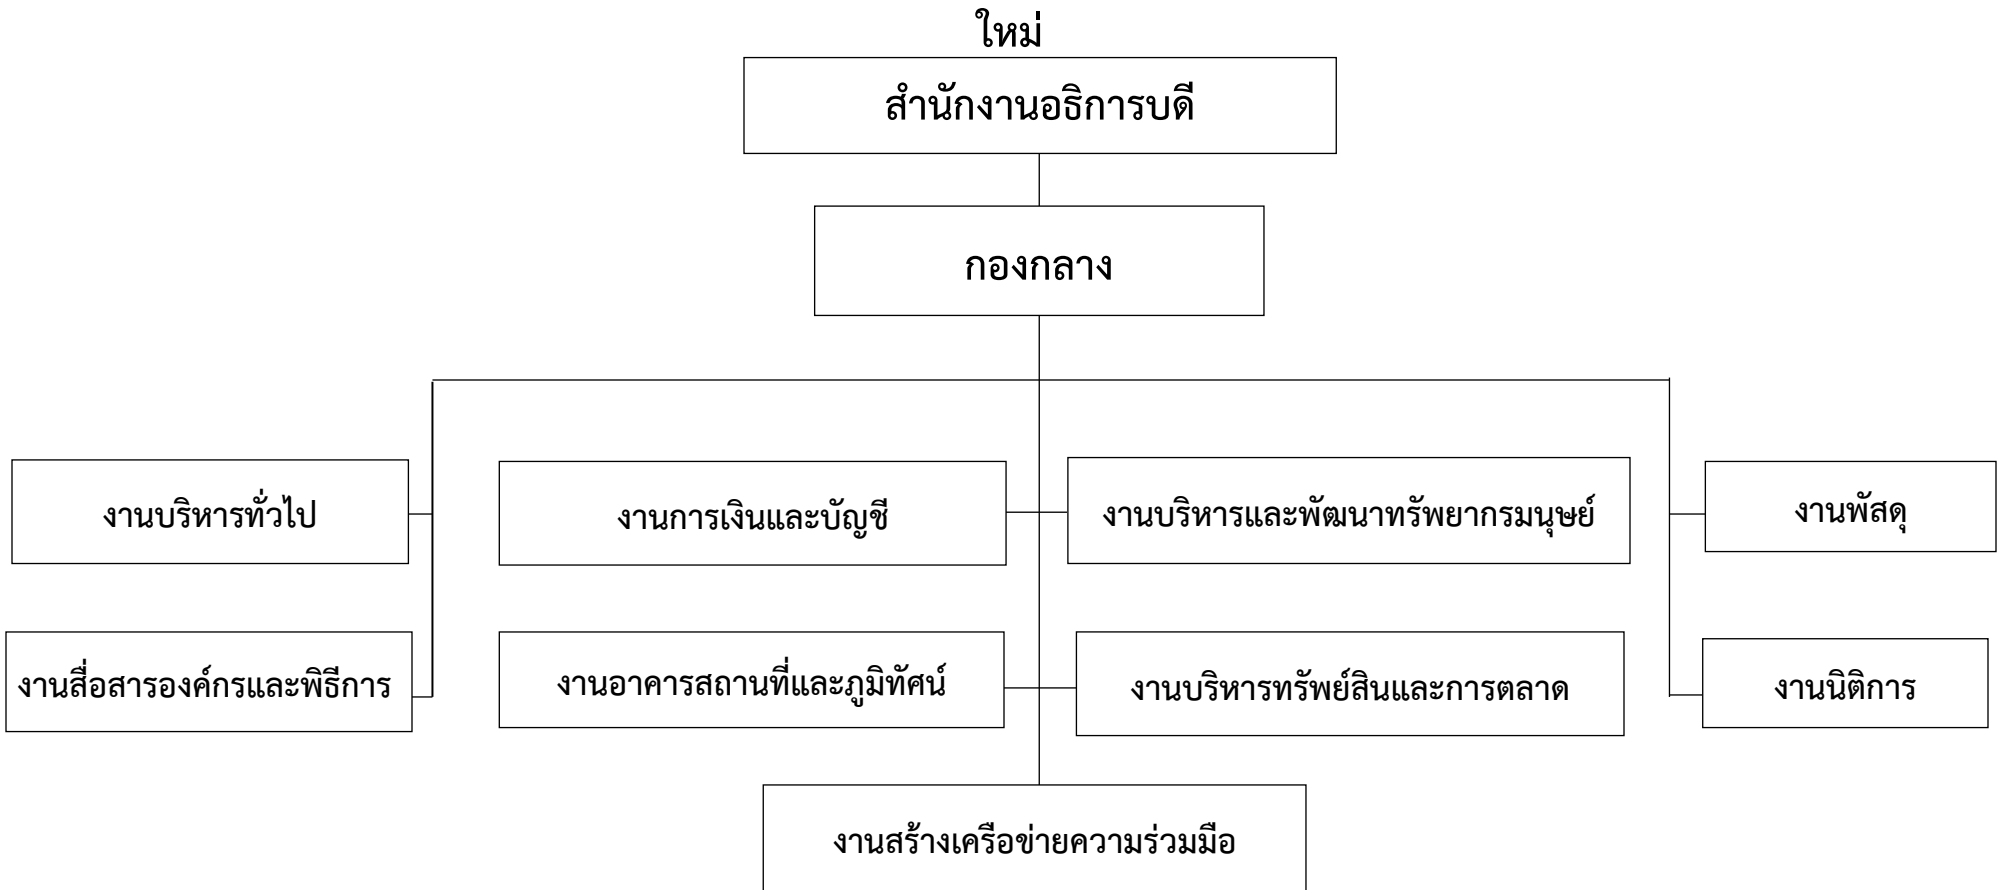 ใหม่
สำนักงานอธิการบดี
กองกลาง
งานบริหารทั่วไป
งานการเงินและบัญชี
งานบริหารและพัฒนาทรัพยากรมนุษย์
งานพัสดุ
งานสื่อสารองค์กรและพิธีการ
งานอาคารสถานที่และภูมิทัศน์
งานบริหารทรัพย์สินและการตลาด
งานนิติการ
งานสร้างเครือข่ายความร่วมมือ